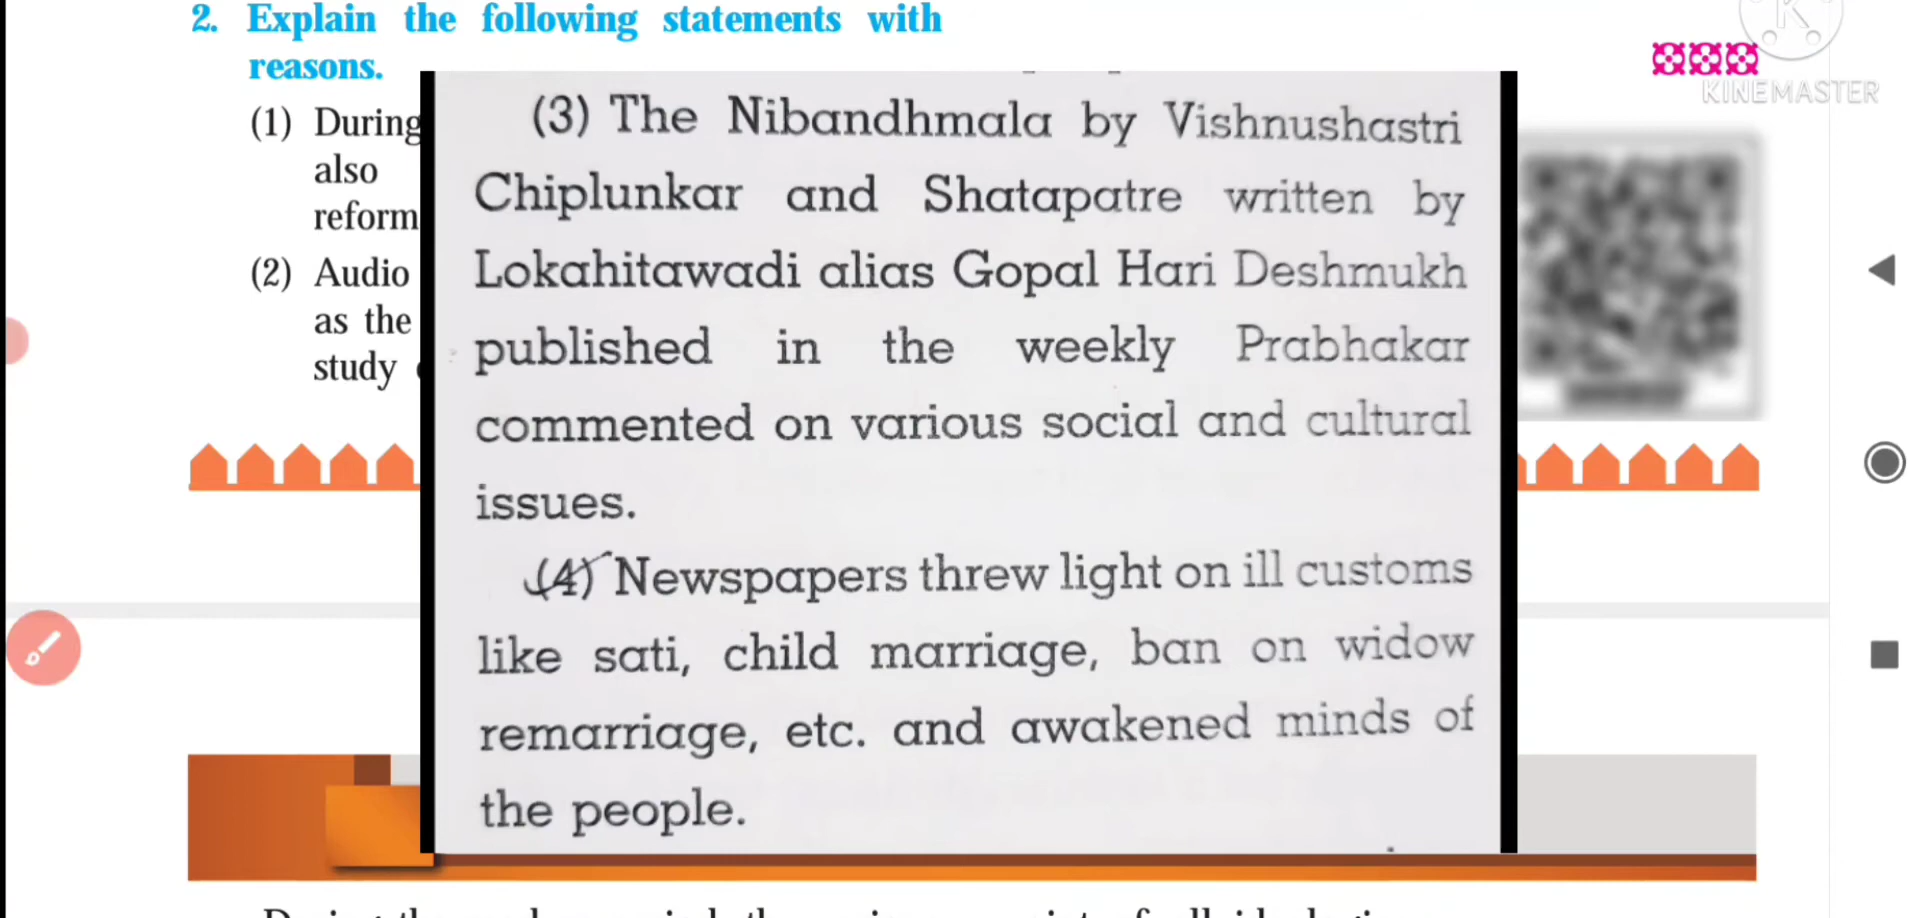 2. Explain the following statements with
reasons.
(1) During
also
reform
(2) Audio
as the
study
KINEMASTER
(3) The Nibandhmala by Vishnushastri
Chiplunkar and Shatapatre written by
Lokahitawadi alias Gopal Hari Deshmukh
published in the weekly Prabhakar
commented on various social and cultural
issues.
(4) Newspapers threw light on ill customs
like sati, child marriage, ban on widow
remarriage, etc. and awakened minds of
the people.